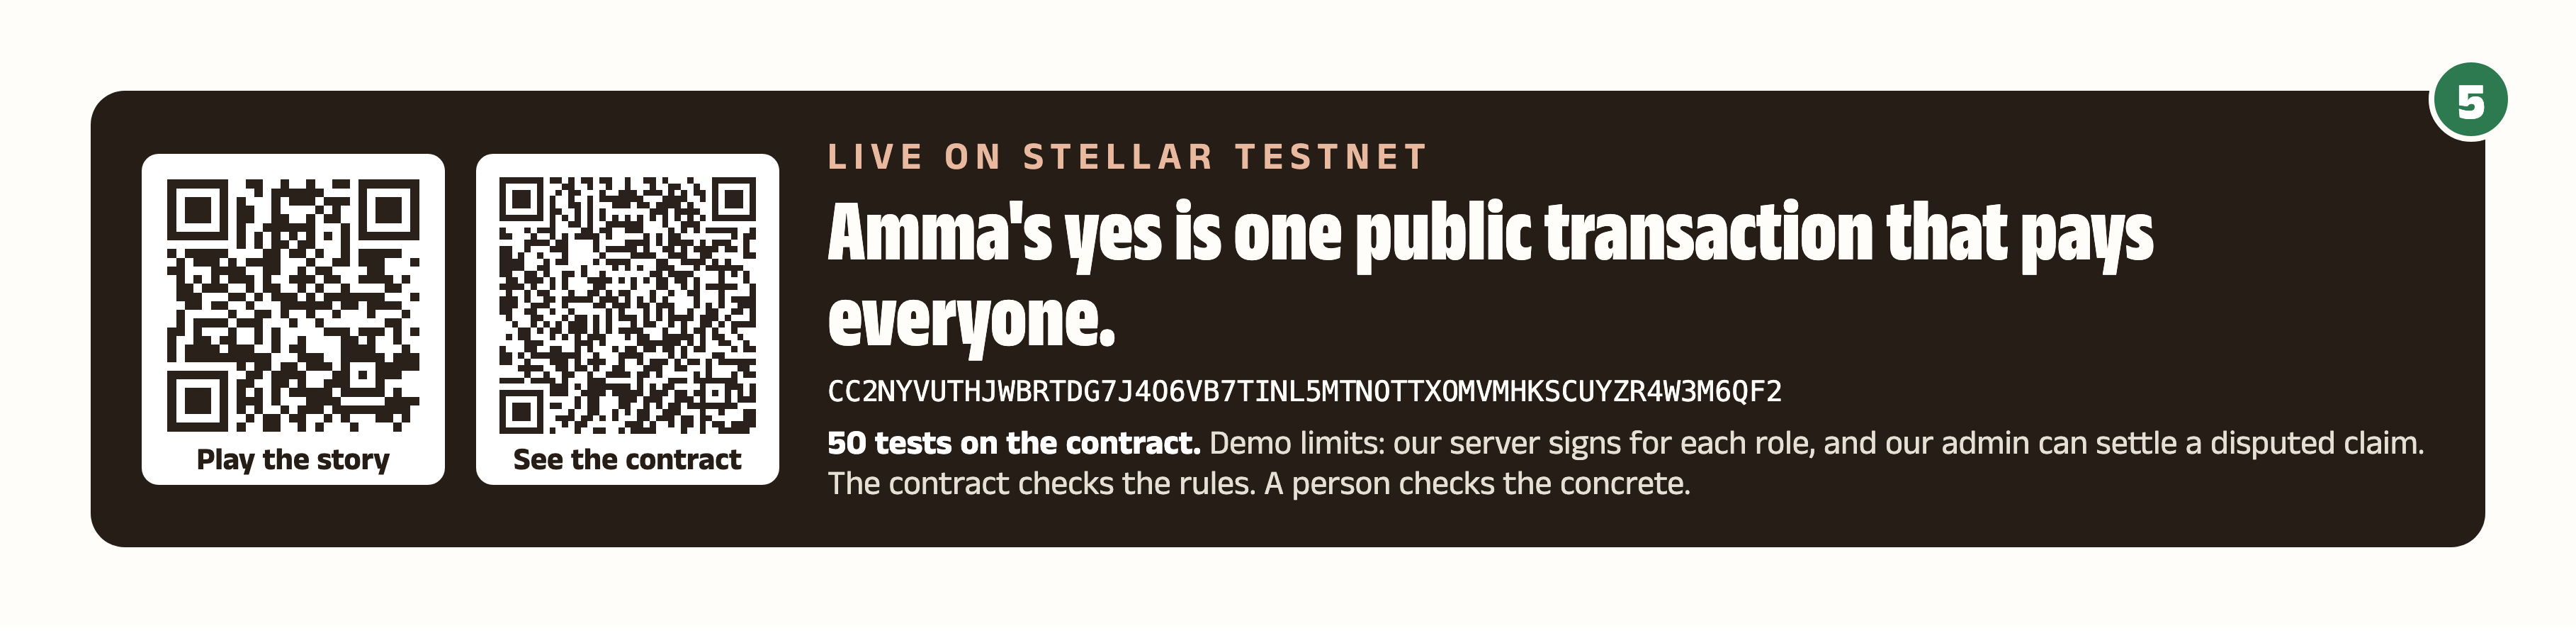 5
LIVE ON STELLAR TESTNET
Amma's yes is one public transaction that pays
everyone.
CC2NYVUTHJWBRTDG7J4O6VB7TINL5MTNOTTXOMVMHKSCUYZR4W3M6QF2
50 tests on the contract. Demo limits: our server signs for each role, and our admin can settle a disputed claim.
The contract checks the rules. A person checks the concrete.
Play the story
See the contract